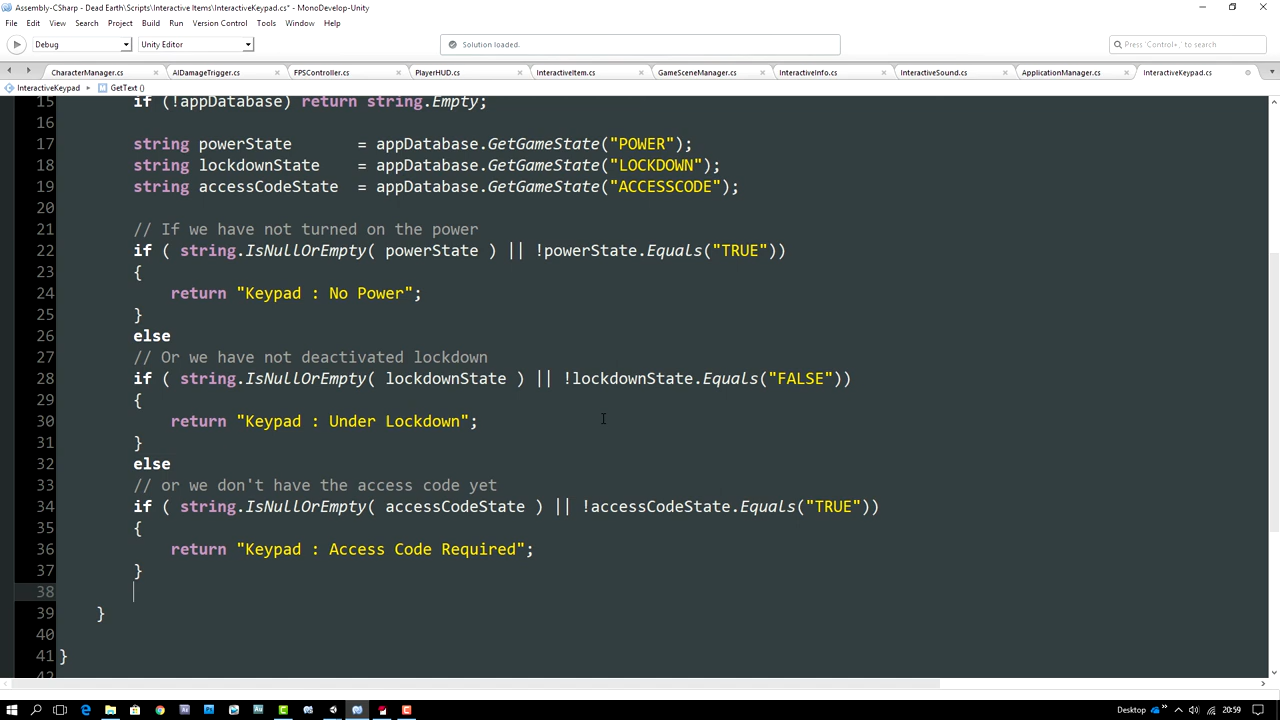 Assembly-CSharp - Dead Earth\Scripts\Interactive Items\InteractiveKeypad.cs* - MonoDevelop-Unity
File Edit View Search Project Build Run Version Control Tools Window Help
Debug Unity Editor Solution loaded. Press 'Control+,' to search
CharacterManager.cs AIDamageTrigger.cs FPSController.cs PlayerHUD.cs InteractiveItem.cs GameSceneManager.cs InteractiveInfo.cs InteractiveSound.cs ApplicationManager.cs InteractiveKeypad.cs
InteractiveKeypad GetText ()
15 if (!appDatabase) return string.Empty;
16
17 string powerState = appDatabase.GetGameState("POWER");
18 string lockdownState = appDatabase.GetGameState("LOCKDOWN");
19 string accessCodeState = appDatabase.GetGameState("ACCESSCODE");
20
21 // If we have not turned on the power
22 if ( string.IsNullOrEmpty( powerState ) || !powerState.Equals("TRUE"))
23 {
24 return "Keypad : No Power";
25 }
26 else
27 // Or we have not deactivated lockdown
28 if ( string.IsNullOrEmpty( lockdownState ) || !lockdownState.Equals("FALSE"))
29 {
30 return "Keypad : Under Lockdown";
31 }
32 else
33 // or we don't have the access code yet
34 if ( string.IsNullOrEmpty( accessCodeState ) || !accessCodeState.Equals("TRUE"))
35 {
36 return "Keypad : Access Code Required";
37 }
38
39 }
40
41 }
42
Desktop 20:59